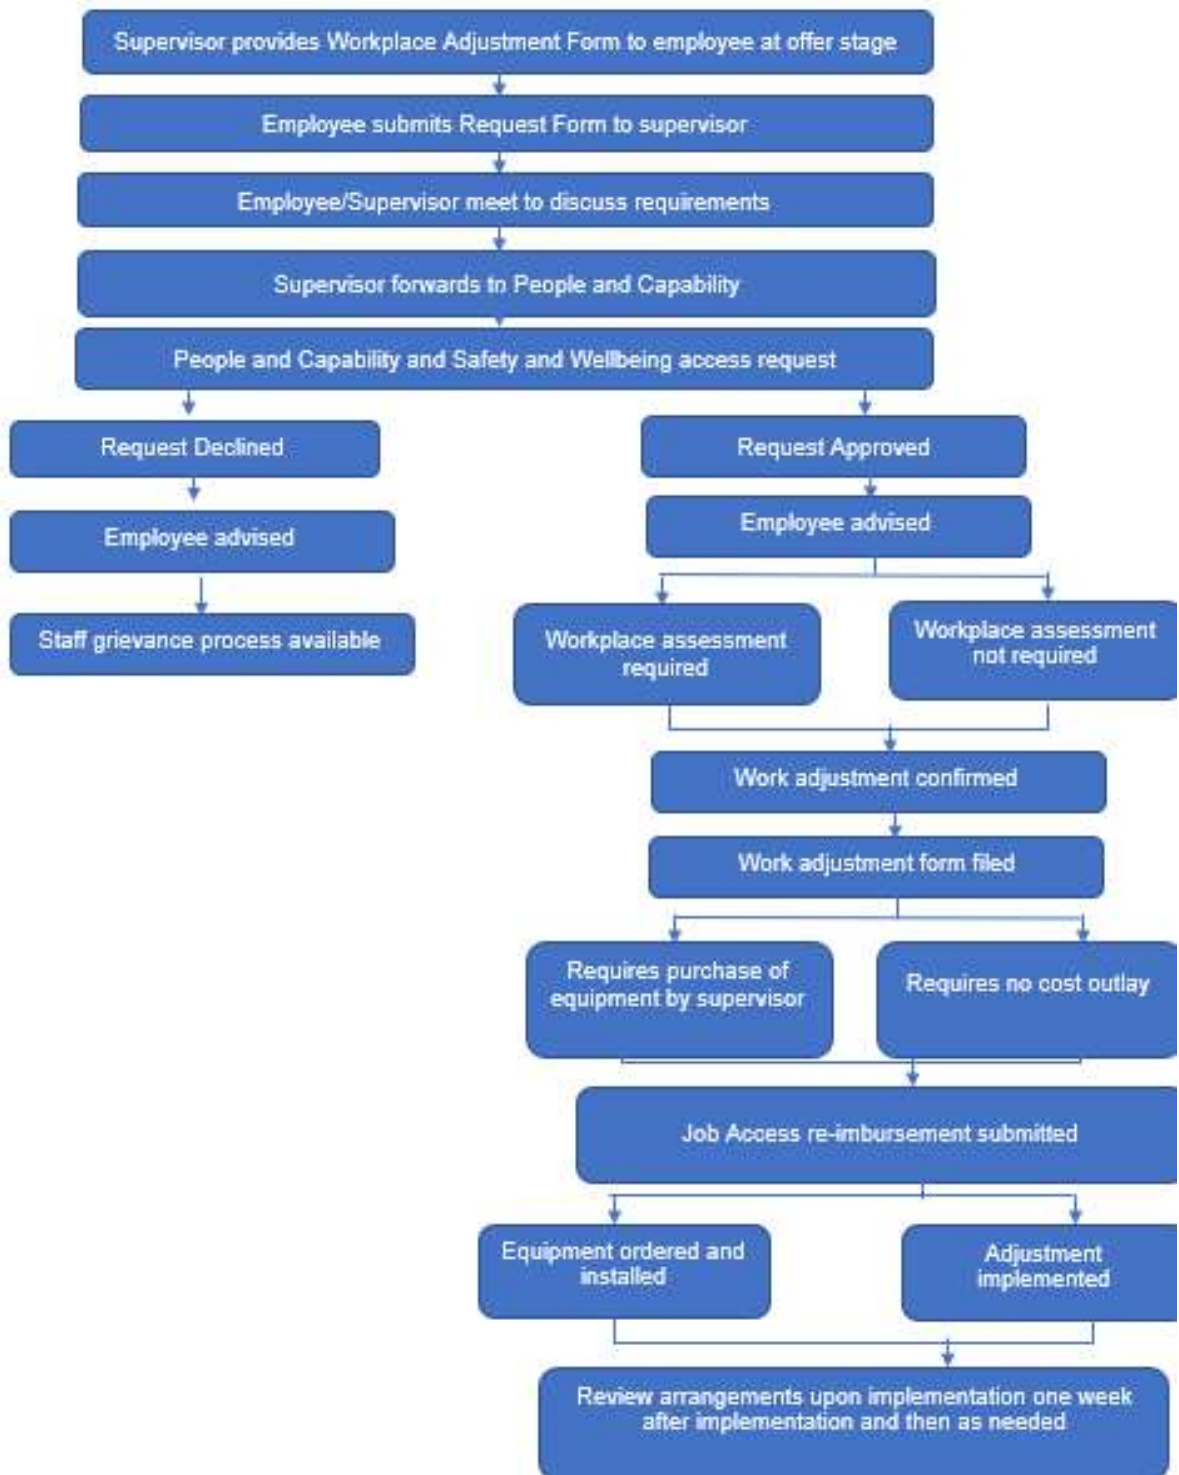 Supervisor provides Workplace Adjustment Form to employee at offer stage
Employee submits Request Form to supervisor
Employee/Supervisor meet to discuss requirements
Supervisor forwards tn People and Capability
People and Capability and Safety and Wellbeing access request
Request Declined
Request Approved
Employee advised
Employee advised
Staff grievance process available
Workplace assessment
required
Workplace assessment
not required
Work adjustment confirmed
Work adjustment form filed
Requires purchase of
equipment by supervisor
Requires no cost outlay
Job Access re-imbursement submitted
Equipment ordered and
installed
Adjustment
implemented
Review arrangements upon implementation one week
after implementation and then as needed